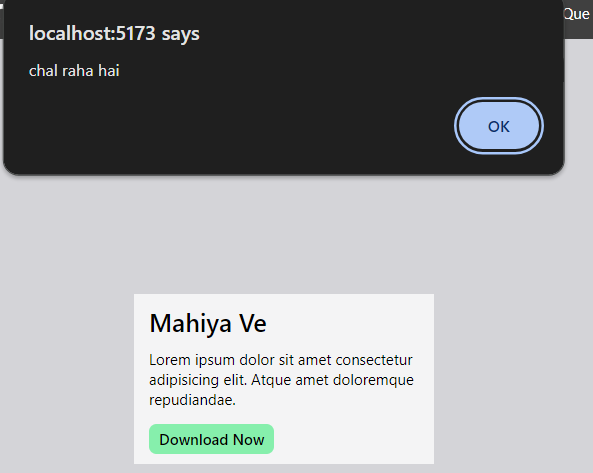 Que
localhost:5173 says
chal raha hai
OK
Mahiya Ve
Lorem ipsum dolor sit amet consectetur
adipisicing elit. Atque amet doloremque
repudiandae.
Download Now